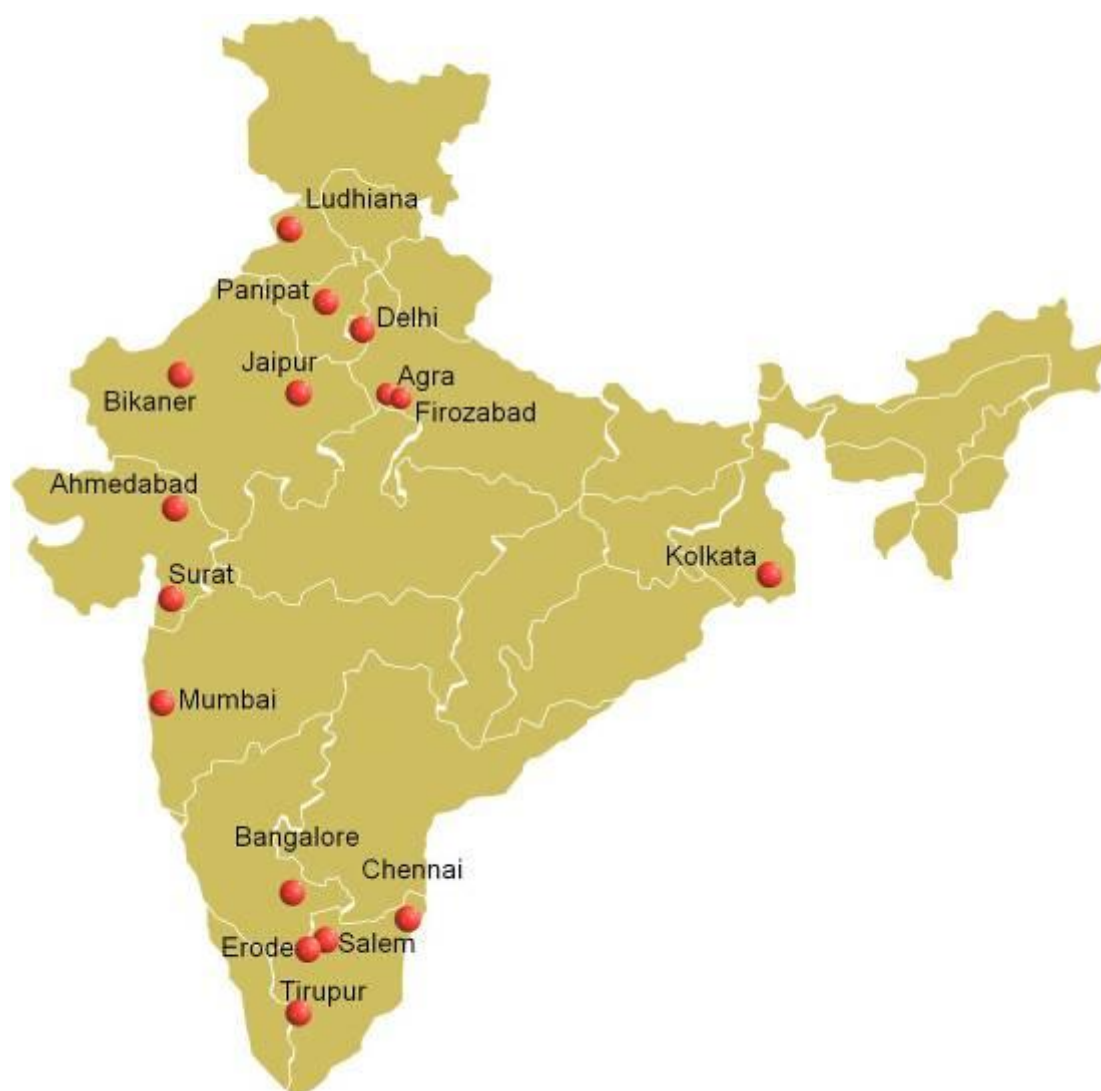 Ludhiana
Panipat
Delhi
Jaipur
Agra
Bikaner
Firozabad
Ahmedabad
Kolkata
Surat
Mumbai
Bangalore
Chennai
Erode
Salem
Tirupur